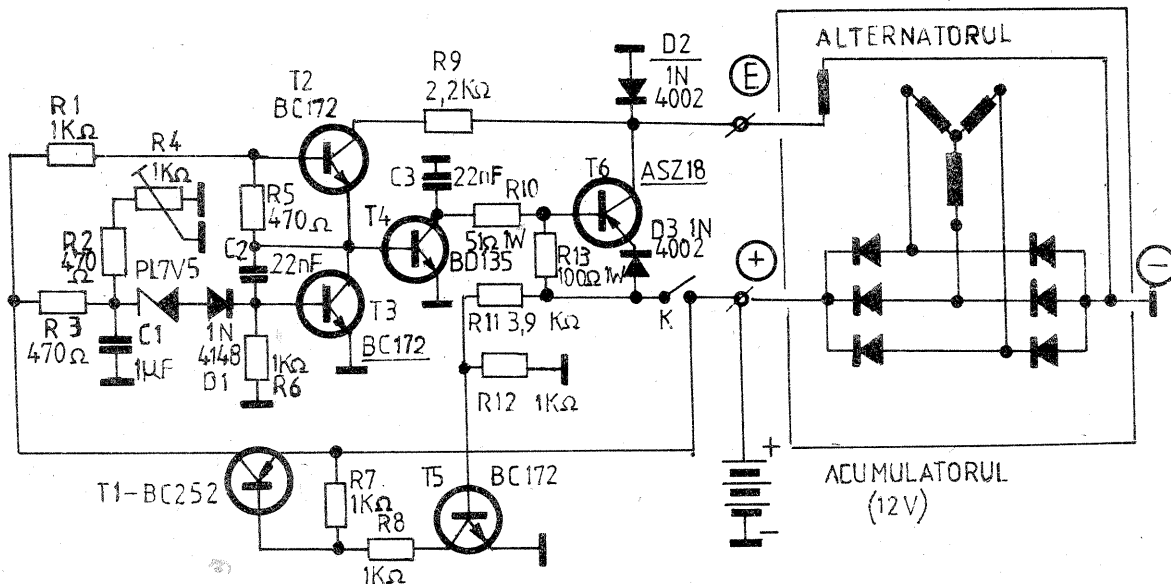 ALTERNATORUL
D2
1N
4002
E
R9
2,2KΩ
T2
BC172
R1
1KΩ
R4
1KΩ
C3
22nF
R10
51Ω 1W
T6
ASZ18
R5
470Ω
T4
BD135
D3 1N
4002
+
−
R2
470
Ω
PL7V5
C2
22nF
R13
100Ω 1W
R3
470Ω
C1
1µF
1N
4148
D1
1KΩ
R6
T3
BC172
R11 3,9 KΩ
K
R12 1KΩ
T1-BC252
R7
1KΩ
R8
1KΩ
T5
BC172
+
−
ACUMULATORUL
(12V)